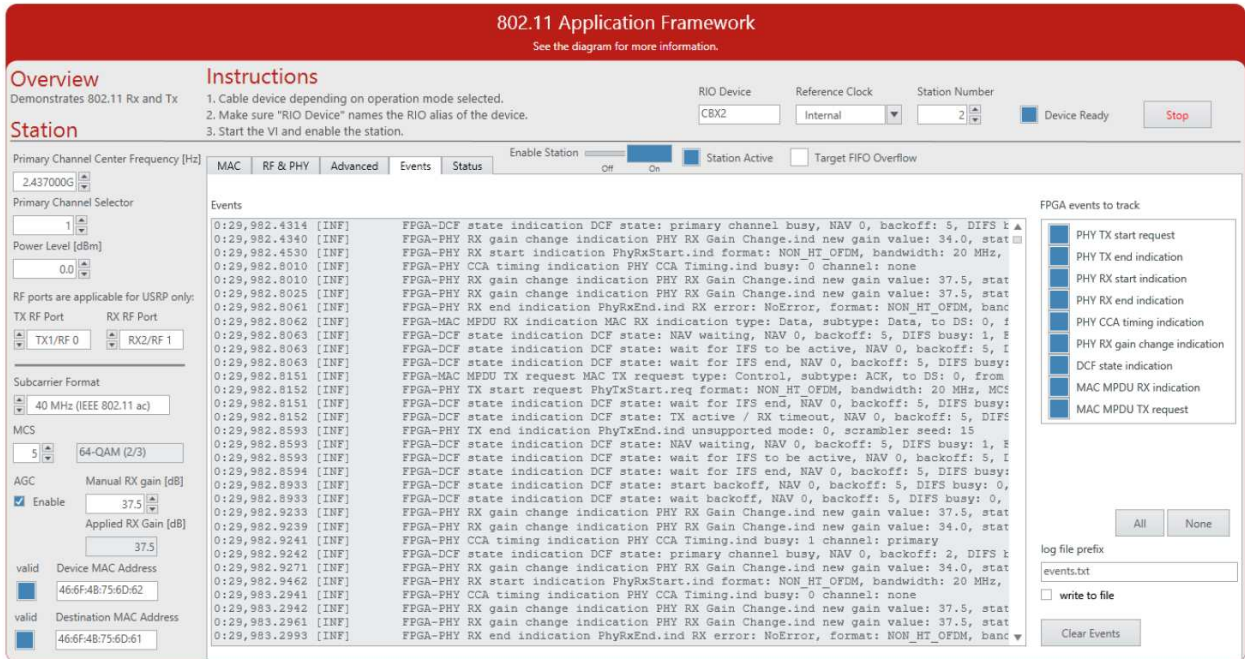 802.11 Application Framework
See the diagram for more information.
Overview
Demonstrates 802.11 Rx and Tx
Station
Instructions
1. Cable device depending on operation mode selected.
2. Make sure "RIO Device" names the RIO alias of the device.
3. Start the VI and enable the station.
RIO Device
CBX2
Reference Clock
Internal
Station Number
2
Device Ready
Stop
Primary Channel Center Frequency [Hz]
2.437000G
Primary Channel Selector
1
Power Level [dBm]
0.0
RF ports are applicable for USRP only:
TX RF Port RX RF Port
TX1/RF 0 RX2/RF 1
Subcarrier Format
40 MHz (IEEE 802.11 ac)
MCS
5 64-QAM (2/3)
AGC Manual RX gain [dB]
Enable 37.5
Applied RX Gain [dB]
37.5
valid Device MAC Address
46:6F:4B:75:6D:62
valid Destination MAC Address
46:6F:4B:75:6D:61
MAC RF & PHY Advanced Events Status
Enable Station
Off On
Station Active
Target FIFO Overflow
Events
0:29,982.4314 [INF] FPGA-DCF state indication DCF state: primary channel busy, NAV 0, backoff: 5, DIFS
0:29,982.4340 [INF] FPGA-PHY RX gain change indication PHY RX Gain Change.ind new gain value: 34.0, stat
0:29,982.4530 [INF] FPGA-PHY RX start indication PhyRxStart.ind format: NON_HT_OFDM, bandwidth: 20 MHz,
0:29,982.8010 [INF] FPGA-PHY CCA timing indication PHY CCA Timing.ind busy: 0 channel: none
0:29,982.8010 [INF] FPGA-PHY RX gain change indication PHY RX Gain Change.ind new gain value: 37.5, stat
0:29,982.8025 [INF] FPGA-PHY RX gain change indication PHY RX Gain Change.ind new gain value: 37.5, stat
0:29,982.8061 [INF] FPGA-PHY RX end indication PhyRxEnd.ind RX error: NoError, format: NON_HT_OFDM, band
0:29,982.8062 [INF] FPGA-MAC MPDU RX indication MAC RX indication type: Data, subtype: Data, to DS: 0, f
0:29,982.8063 [INF] FPGA-DCF state indication DCF state: NAV waiting, NAV 0, backoff: 5, DIFS busy: 1,
0:29,982.8063 [INF] FPGA-DCF state indication DCF state: wait for IFS to be active, NAV 0, backoff: 5,
0:29,982.8063 [INF] FPGA-DCF state indication DCF state: wait for IFS end, NAV 0, backoff: 5, DIFS busy:
0:29,982.8151 [INF] FPGA-MAC MPDU TX request MAC TX request type: Control, subtype: ACK, to DS: 0, from
0:29,982.8152 [INF] FPGA-PHY TX start request PhyTxStart.req format: NON_HT_OFDM, bandwidth: 20 MHz, MCS
0:29,982.8151 [INF] FPGA-DCF state indication DCF state: wait for IFS end, NAV 0, backoff: 5, DIFS busy:
0:29,982.8152 [INF] FPGA-DCF state indication DCF state: TX active / RX timeout, NAV 0, backoff: 5, DIFS
0:29,982.8593 [INF] FPGA-PHY TX end indication PhyTxEnd.ind unsupported mode: 0, scrambler seed: 15
0:29,982.8593 [INF] FPGA-DCF state indication DCF state: NAV waiting, NAV 0, backoff: 5, DIFS busy: 1,
0:29,982.8593 [INF] FPGA-DCF state indication DCF state: wait for IFS to be active, NAV 0, backoff: 5,
0:29,982.8594 [INF] FPGA-DCF state indication DCF state: wait for IFS end, NAV 0, backoff: 5, DIFS busy:
0:29,982.8933 [INF] FPGA-DCF state indication DCF state: start backoff, NAV 0, backoff: 5, DIFS busy: 0,
0:29,982.8933 [INF] FPGA-DCF state indication DCF state: wait backoff, NAV 0, backoff: 5, DIFS busy: 0,
0:29,982.9233 [INF] FPGA-PHY RX gain change indication PHY RX Gain Change.ind new gain value: 37.5, stat
0:29,982.9239 [INF] FPGA-PHY RX gain change indication PHY RX Gain Change.ind new gain value: 34.0, stat
0:29,982.9241 [INF] FPGA-PHY CCA timing indication PHY CCA Timing.ind busy: 1 channel: primary
0:29,982.9242 [INF] FPGA-DCF state indication DCF state: primary channel busy, NAV 0, backoff: 2, DIFS
0:29,982.9271 [INF] FPGA-PHY RX gain change indication PHY RX Gain Change.ind new gain value: 34.0, stat
0:29,982.9462 [INF] FPGA-PHY RX start indication PhyRxStart.ind format: NON_HT_OFDM, bandwidth: 20 MHz,
0:29,983.2941 [INF] FPGA-PHY CCA timing indication PHY CCA Timing.ind busy: 0 channel: none
0:29,983.2942 [INF] FPGA-PHY RX gain change indication PHY RX Gain Change.ind new gain value: 37.5, stat
0:29,983.2961 [INF] FPGA-PHY RX gain change indication PHY RX Gain Change.ind new gain value: 37.5, stat
0:29,983.2993 [INF] FPGA-PHY RX end indication PhyRxEnd.ind RX error: NoError, format: NON_HT_OFDM, band
FPGA events to track
PHY TX start request
PHY TX end indication
PHY RX start indication
PHY RX end indication
PHY CCA timing indication
PHY RX gain change indication
DCF state indication
MAC MPDU RX indication
MAC MPDU TX request
All None
log file prefix
events.txt
write to file
Clear Events